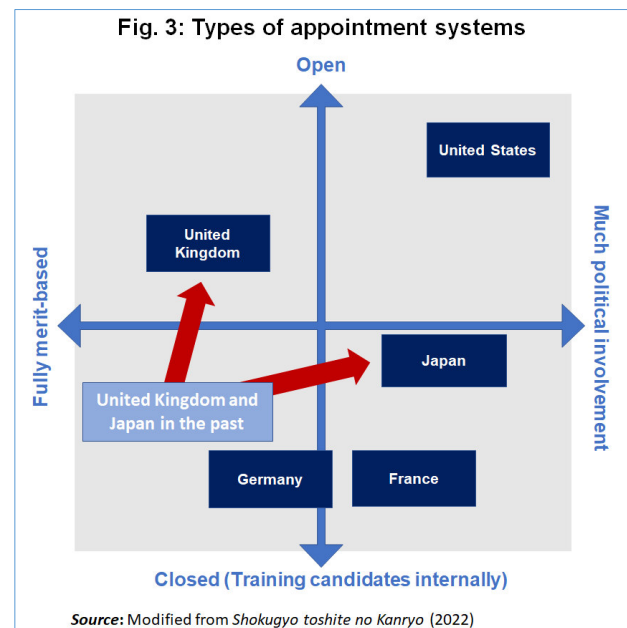 Fig. 3: Types of appointment systems
Open
United States
United
Kingdom
Fully merit-based
Much political involvement
Japan
United Kingdom and
Japan in the past
Germany
France
Closed (Training candidates internally)
Source: Modified from Shokugyo toshite no Kanryo (2022)